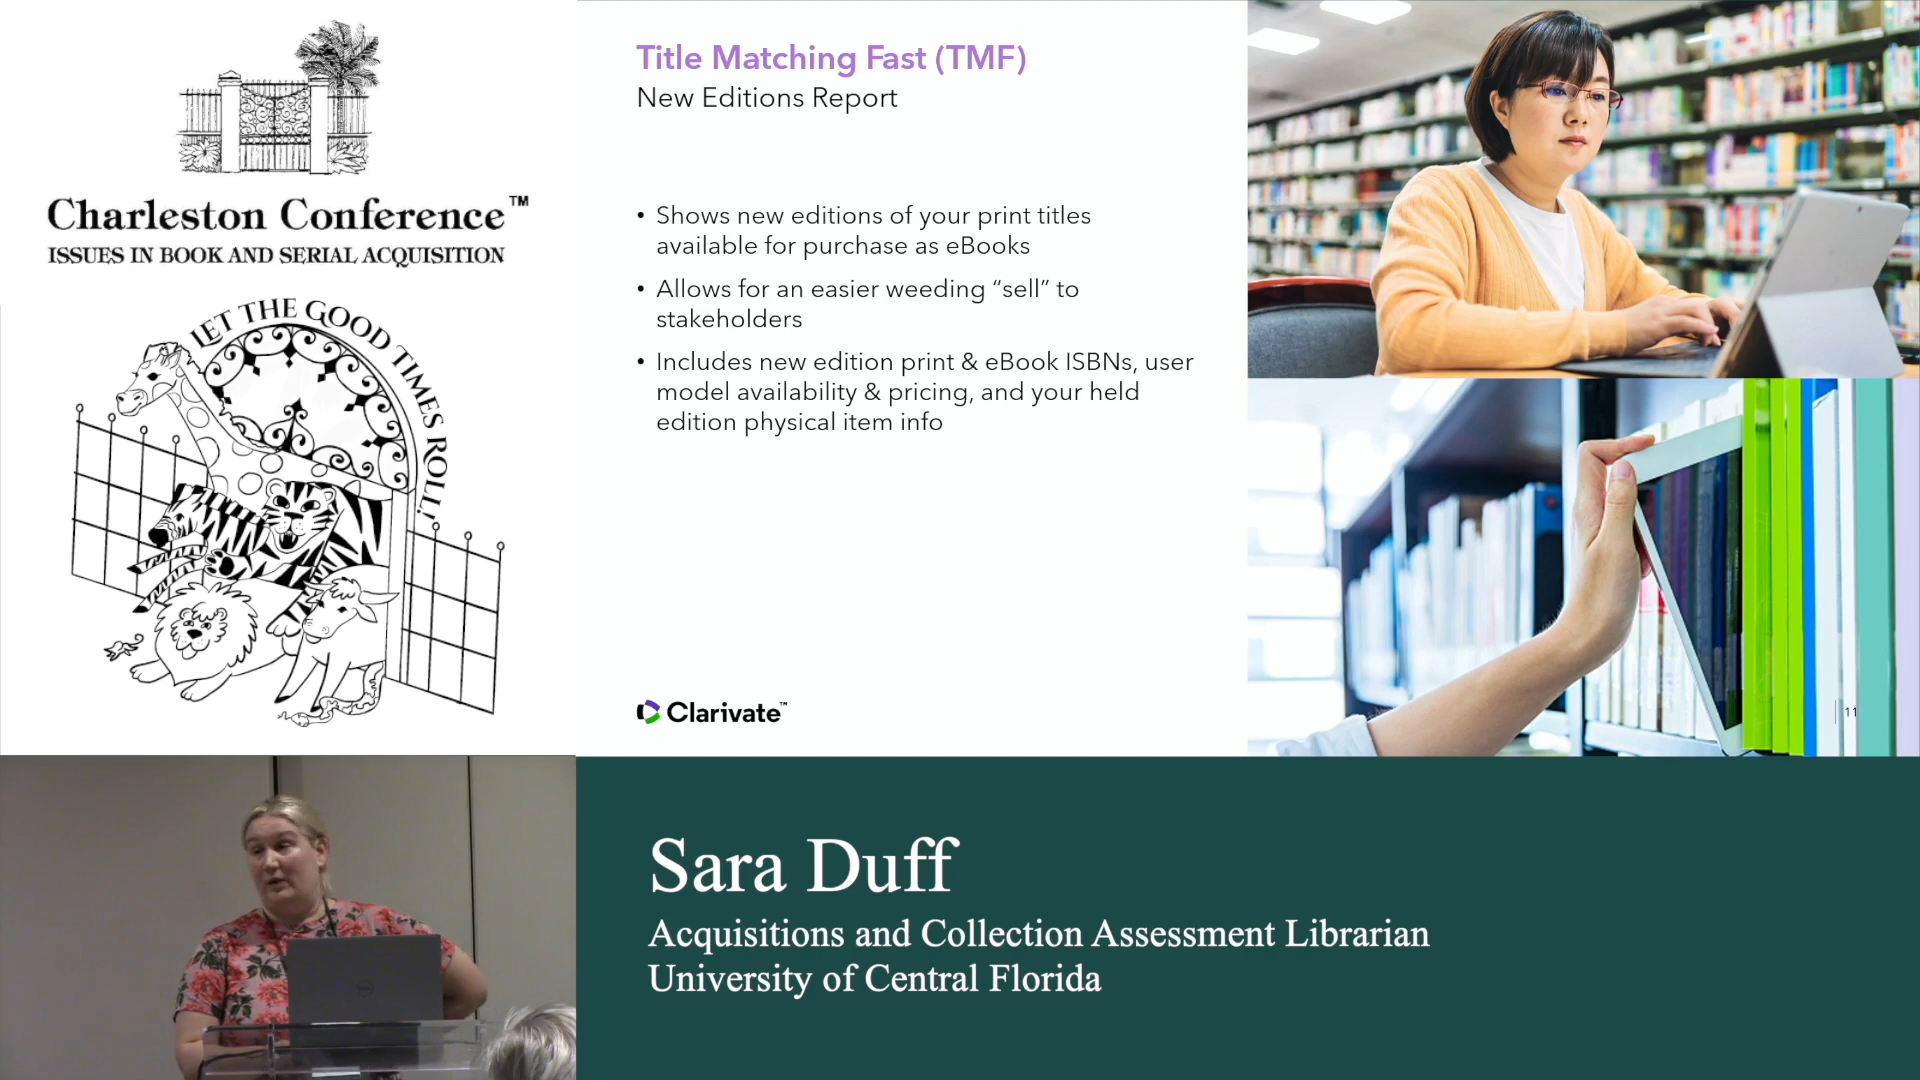 Charleston Conference™
ISSUES IN BOOK AND SERIAL ACQUISITION
LET THE GOOD TIMES ROLL!
Title Matching Fast (TMF)
New Editions Report
• Shows new editions of your print titles
available for purchase as eBooks
• Allows for an easier weeding “sell” to
stakeholders
• Includes new edition print & eBook ISBNs, user
model availability & pricing, and your held
edition physical item info
Clarivate™
11
Sara Duff
Acquisitions and Collection Assessment Librarian
University of Central Florida